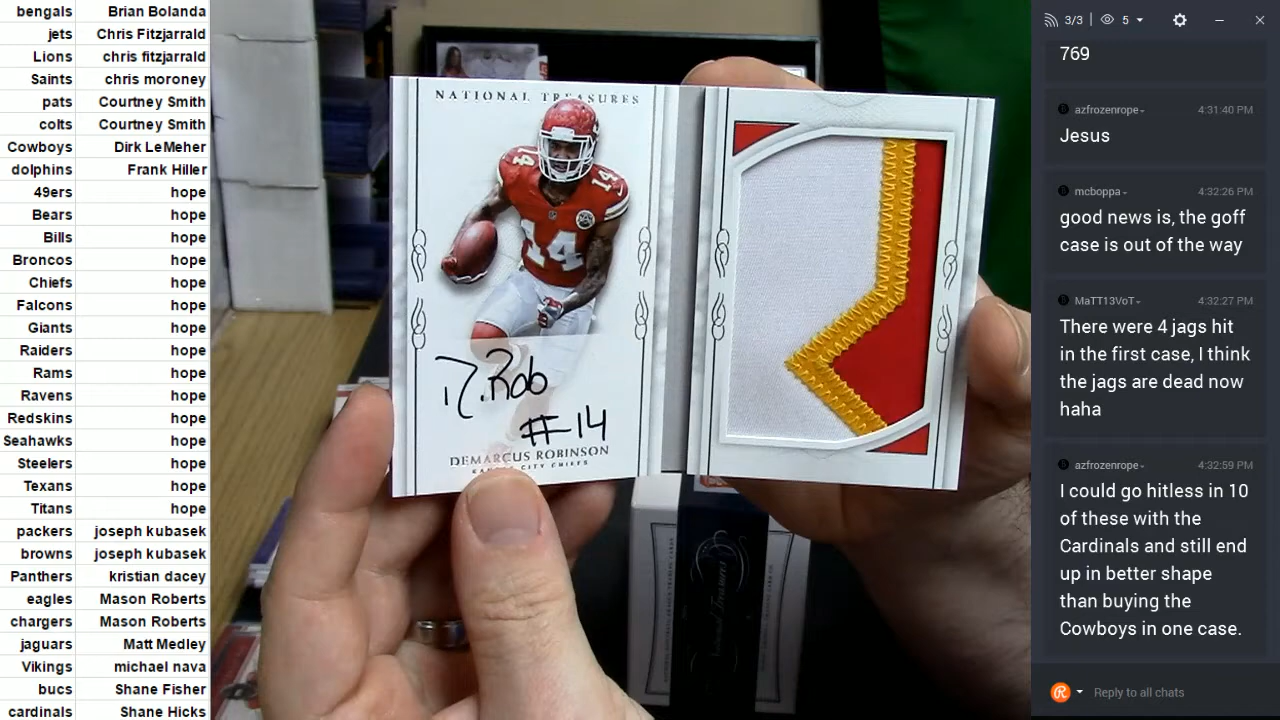 bengals Brian Bolanda
jets Chris Fitzjarrald
Lions chris fitzjarrald
Saints chris moroney
pats Courtney Smith
colts Courtney Smith
Cowboys Dirk LeMeher
dolphins Frank Hiller
49ers hope
Bears hope
Bills hope
Broncos hope
Chiefs hope
Falcons hope
Giants hope
Raiders hope
Rams hope
Ravens hope
Redskins hope
Seahawks hope
Steelers hope
Texans hope
Titans hope
packers joseph kubasek
browns joseph kubasek
Panthers kristian dacey
eagles Mason Roberts
chargers Mason Roberts
jaguars Matt Medley
Vikings michael nava
bucs Shane Fisher
cardinals Shane Hicks
NATIONAL TREASURES
14
14
14
D.Rob
#14
DEMARCUS ROBINSON
KANSAS CITY CHIEFS
National Treasures
3/3
5
769
azfrozenrope
4:31:40 PM
Jesus
mcboppa
4:32:26 PM
good news is, the goff
case is out of the way
MaTT13VoT
4:32:27 PM
There were 4 jags hit
in the first case, I think
the jags are dead now
haha
azfrozenrope
4:32:59 PM
I could go hitless in 10
of these with the
Cardinals and still end
up in better shape
than buying the
Cowboys in one case.
Reply to all chats